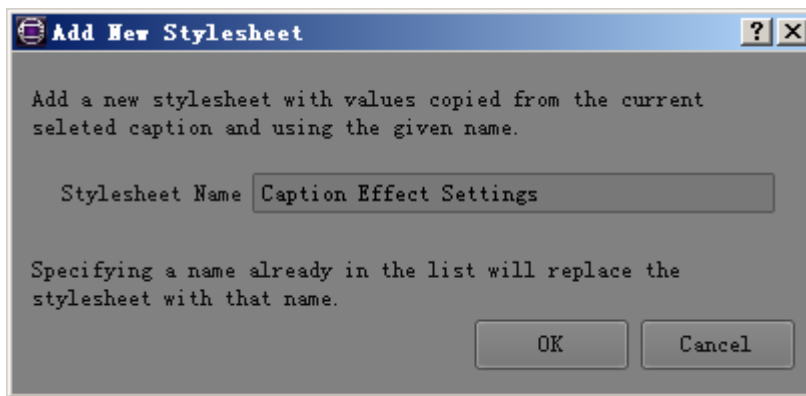 Add New Stylesheet
Add a new stylesheet with values copied from the current
seleted caption and using the given name.
Stylesheet Name Caption Effect Settings
Specifying a name already in the list will replace the
stylesheet with that name.
OK Cancel